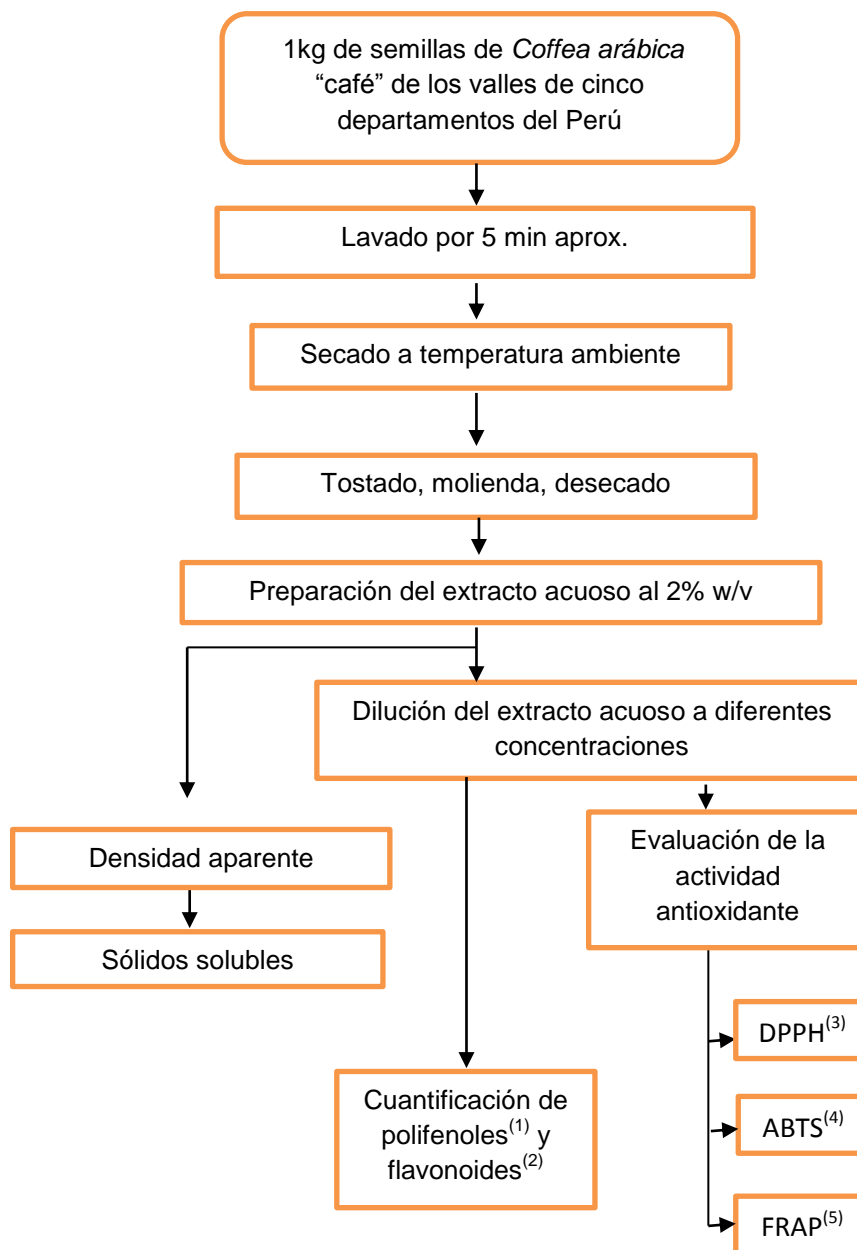 1kg de semillas de Coffea arábica
“café” de los valles de cinco
departamentos del Perú
Lavado por 5 min aprox.
Secado a temperatura ambiente
Tostado, molienda, desecado
Preparación del extracto acuoso al 2% w/v
Dilución del extracto acuoso a diferentes
concentraciones
Densidad aparente
Sólidos solubles
Evaluación de la
actividad
antioxidante
Cuantificación de
polifenoles(1) y
flavonoides(2)
DPPH(3)
ABTS(4)
FRAP(5)